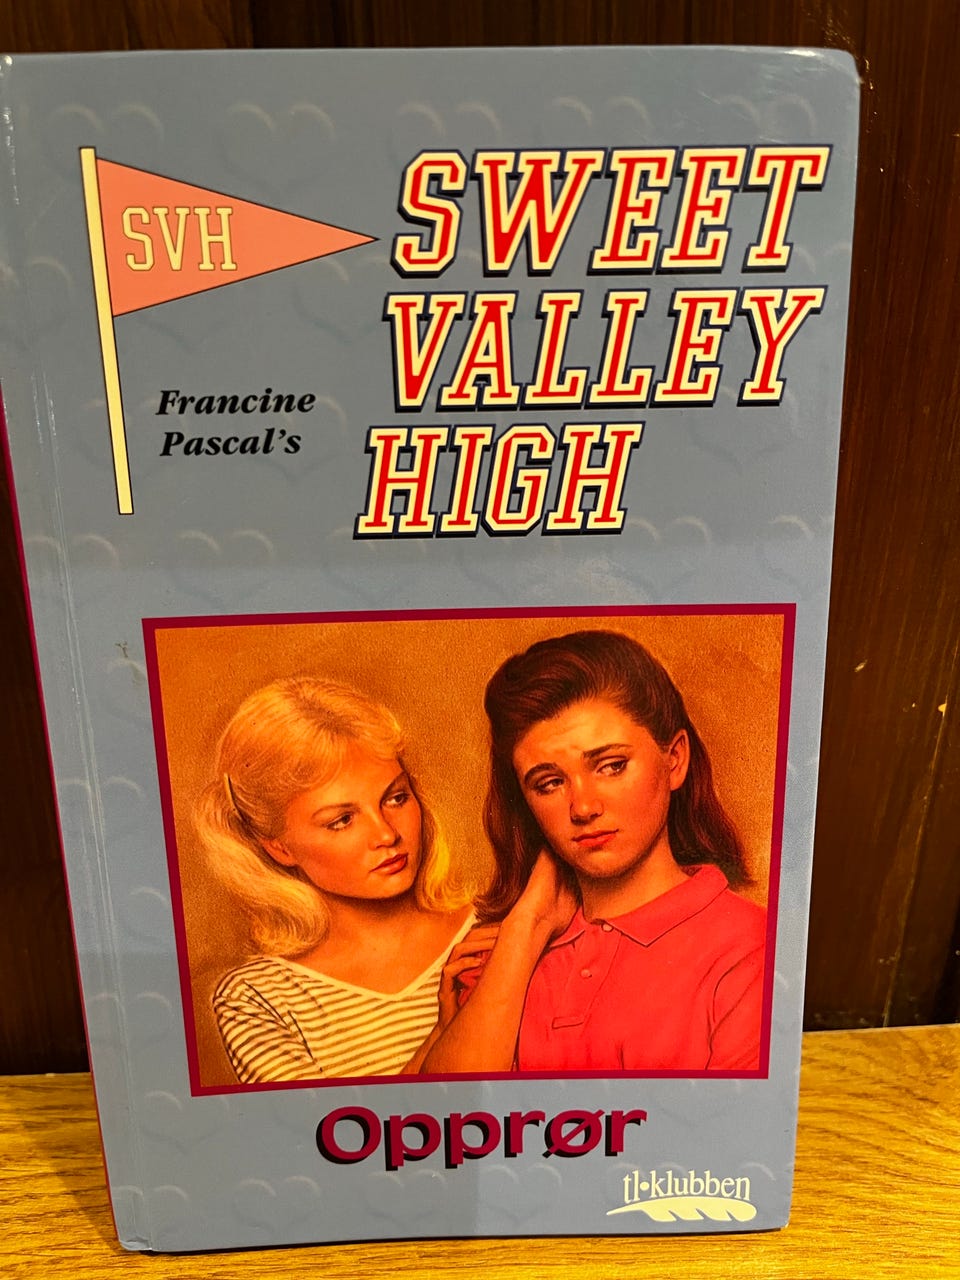 SVH
SWEET
VALLEY
HIGH
Francine
Pascal's
Opprør
tl•klubben